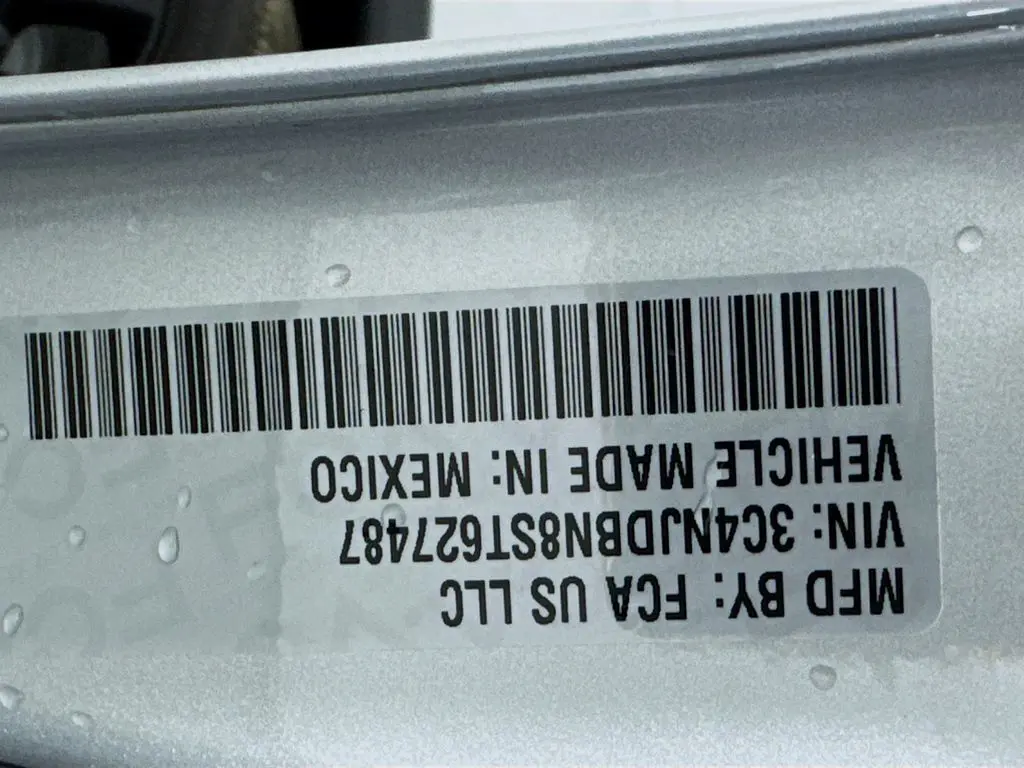 MFD BY: FCA US LLC
VIN: 3C4NJDBN8ST627487
VEHICLE MADE IN: MEXICO